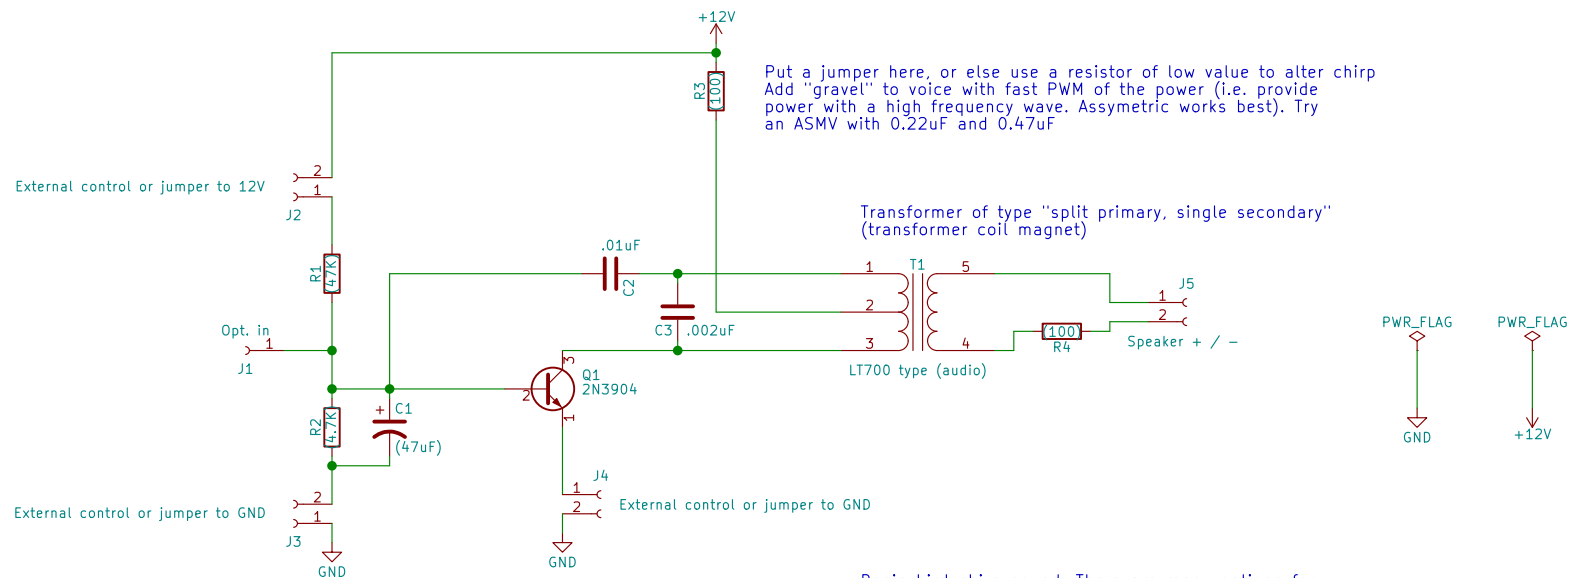 +12V
Put a jumper here, or else use a resistor of low value to alter chirp
Add "gravel" to voice with fast PWM of the power (i.e. provide
power with a high frequency wave. Assymetric works best). Try
an ASMV with 0.22uF and 0.47uF
R3
(100)
2
External control or jumper to 12V
1
J2
Transformer of type "split primary, single secondary"
(transformer coil magnet)
.01uF
C2
R1
(47K)
1
T1
5
J5
2
1
2
C3
.002uF
(100)
R4
Speaker + / -
PWR_FLAG
PWR_FLAG
Opt. in
1
J1
3
4
LT700 type (audio)
3
Q1
2N3904
2
1
R2
4.7K
+
C1
(47uF)
GND
+12V
J4
1
2
External control or jumper to GND
2
External control or jumper to GND
1
J3
GND
GND